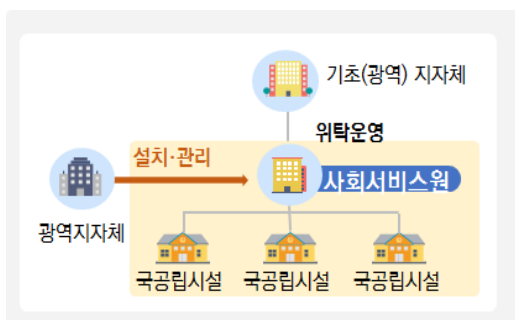 기초(광역) 지자체
위탁운영
설치·관리
사회서비스원
광역지자체
국공립시설 국공립시설 국공립시설